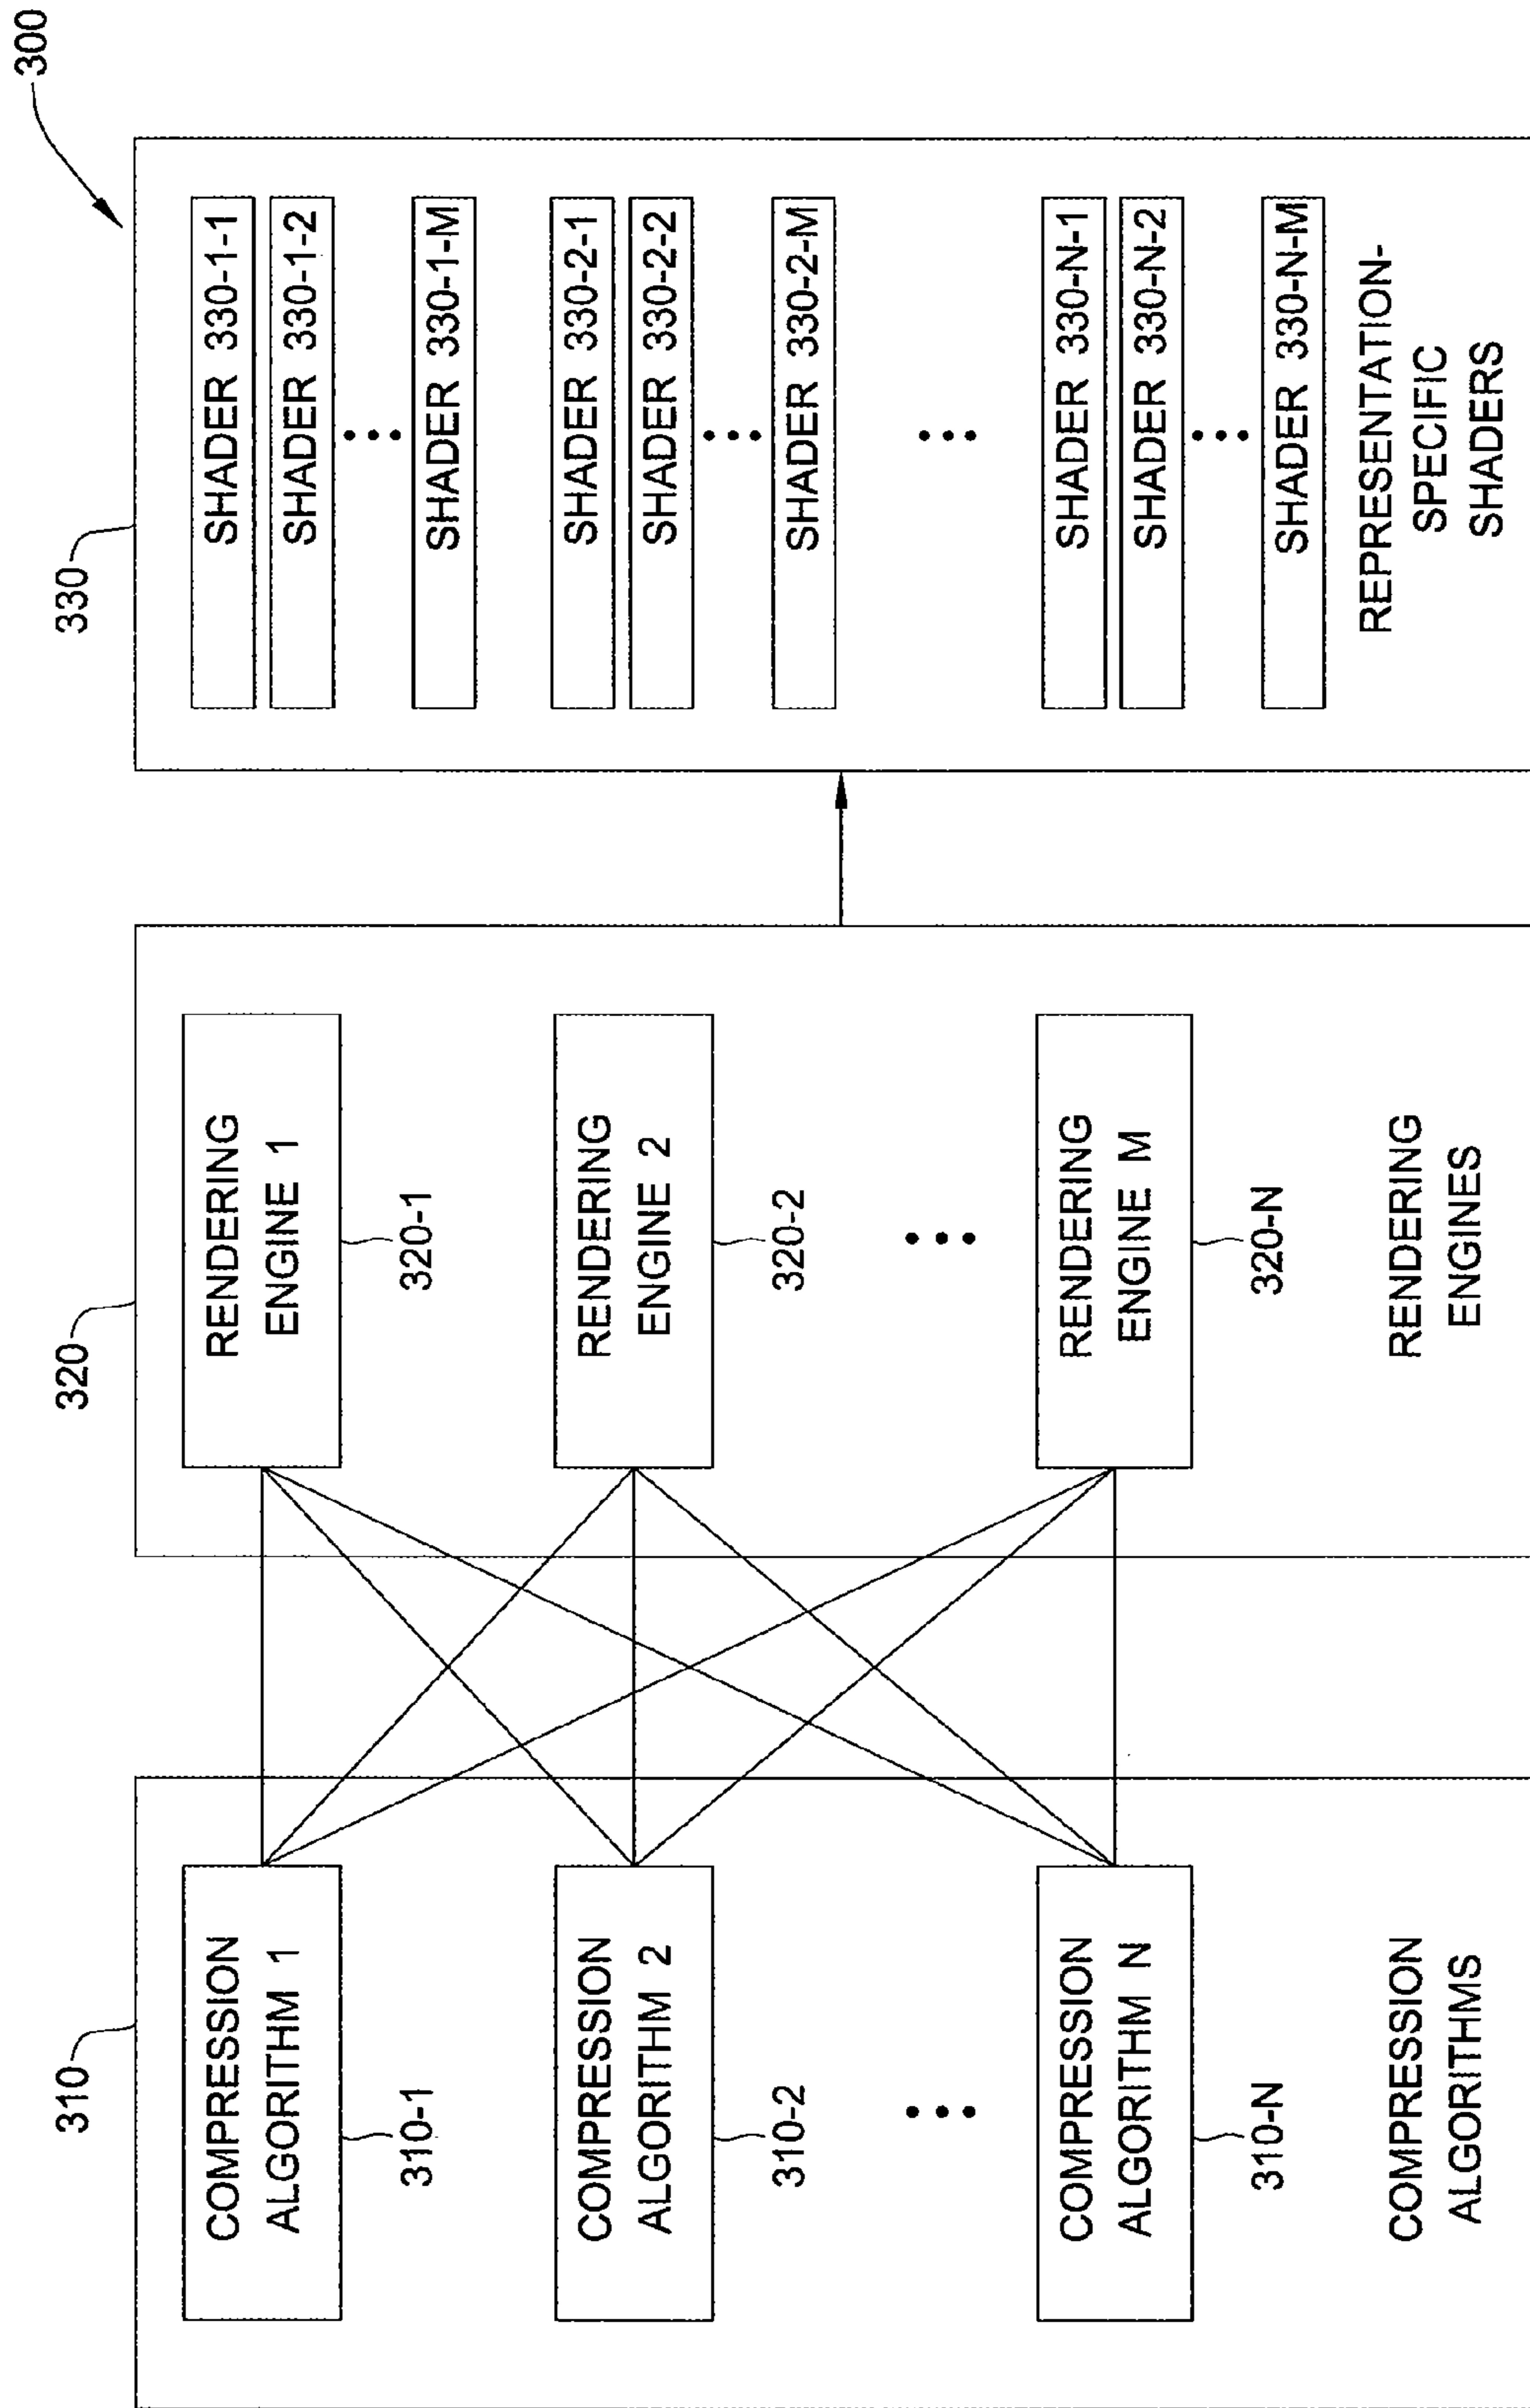 300
310
COMPRESSION
ALGORITHM 1
310-1
COMPRESSION
ALGORITHM 2
310-2
COMPRESSION
ALGORITHM N
310-N
COMPRESSION
ALGORITHMS
320
RENDERING
ENGINE 1
320-1
RENDERING
ENGINE 2
320-2
RENDERING
ENGINE M
320-N
RENDERING
ENGINES
330
SHADER 330-1-1
SHADER 330-1-2
SHADER 330-1-M
SHADER 330-2-1
SHADER 330-2-2
SHADER 330-2-M
SHADER 330-N-1
SHADER 330-N-2
SHADER 330-N-M
REPRESENTATION-
SPECIFIC
SHADERS